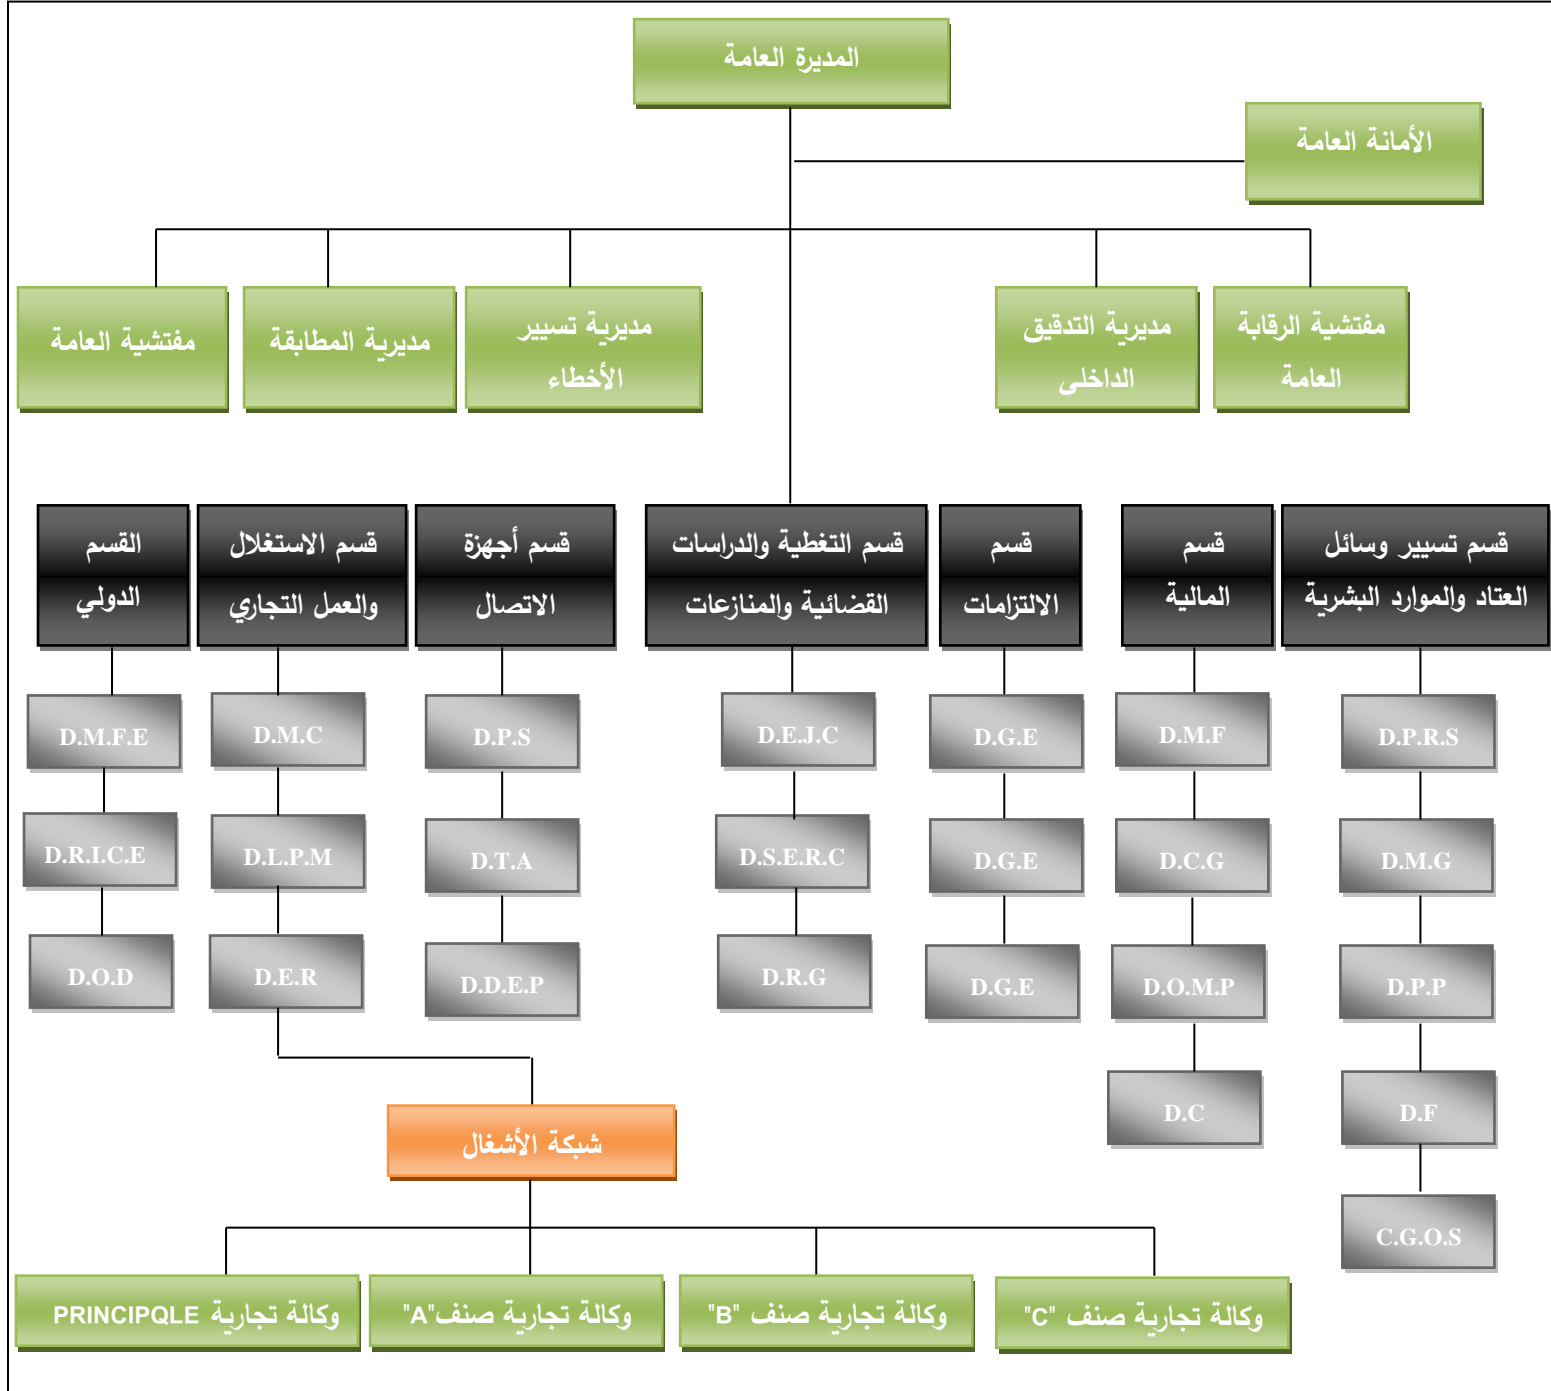 المديرة العامة
الأمانة العامة
مفتشية الرقابة
العامة
مديرية التدقيق
الداخلي
مديرية تسيير
الأخطاء
مديرية المطابقة
مفتشية العامة
قسم تسيير وسائل
العتاد والموارد البشرية
قسم
المالية
قسم
الالتزامات
قسم التغطية والدراسات
القضائية والمنازعات
قسم أجهزة
الاتصال
قسم الاستغلال
والعمل التجاري
القسم
الدولي
D.P.R.S
D.M.G
D.P.P
D.F
C.G.O.S
D.M.F
D.C.G
D.O.M.P
D.C
D.G.E
D.G.E
D.G.E
D.E.J.C
D.S.E.R.C
D.R.G
D.P.S
D.T.A
D.D.E.P
D.M.C
D.L.P.M
D.E.R
D.M.F.E
D.R.I.C.E
D.O.D
شبكة الأشغال
وكالة تجارية صنف "C"
وكالة تجارية صنف "B"
وكالة تجارية صنف"A"
وكالة تجارية PRINCIPQLE